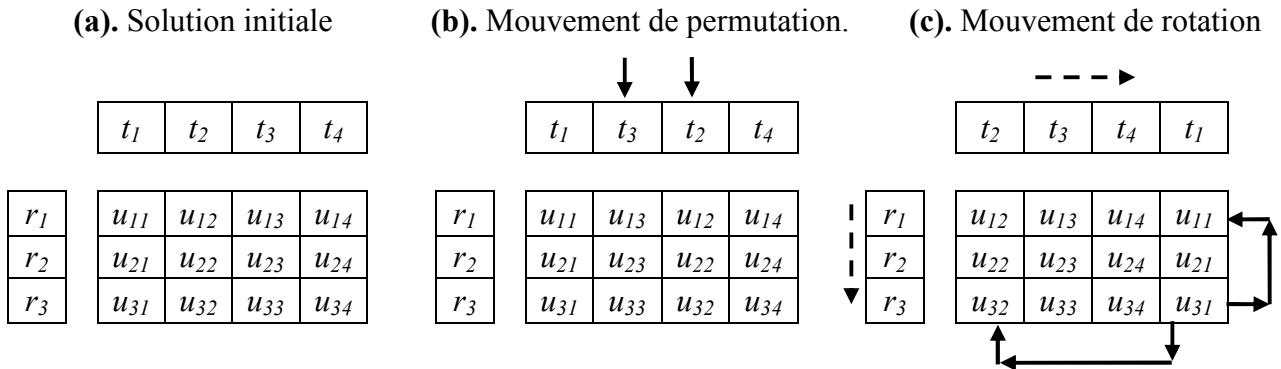 (a). Solution initiale (b). Mouvement de permutation. (c). Mouvement de rotation
t1 t2 t3 t4 t1 t3 t2 t4 t2 t3 t4 t1
r1 u11 u12 u13 u14 r1 u11 u13 u12 u14 r1 u12 u13 u14 u11
r2 u21 u22 u23 u24 r2 u21 u23 u22 u24 r2 u22 u23 u24 u21
r3 u31 u32 u33 u34 r3 u31 u33 u32 u34 r3 u32 u33 u34 u31